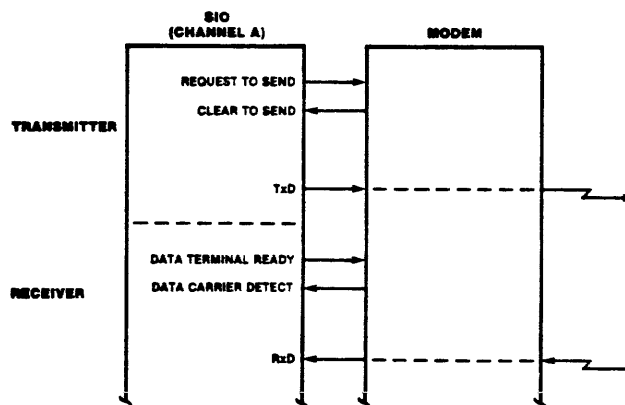 SIO
(CHANNEL A)
MODEM
REQUEST TO SEND
CLEAR TO SEND
TRANSMITTER
TxD
DATA TERMINAL READY
RECEIVER
DATA CARRIER DETECT
RxD